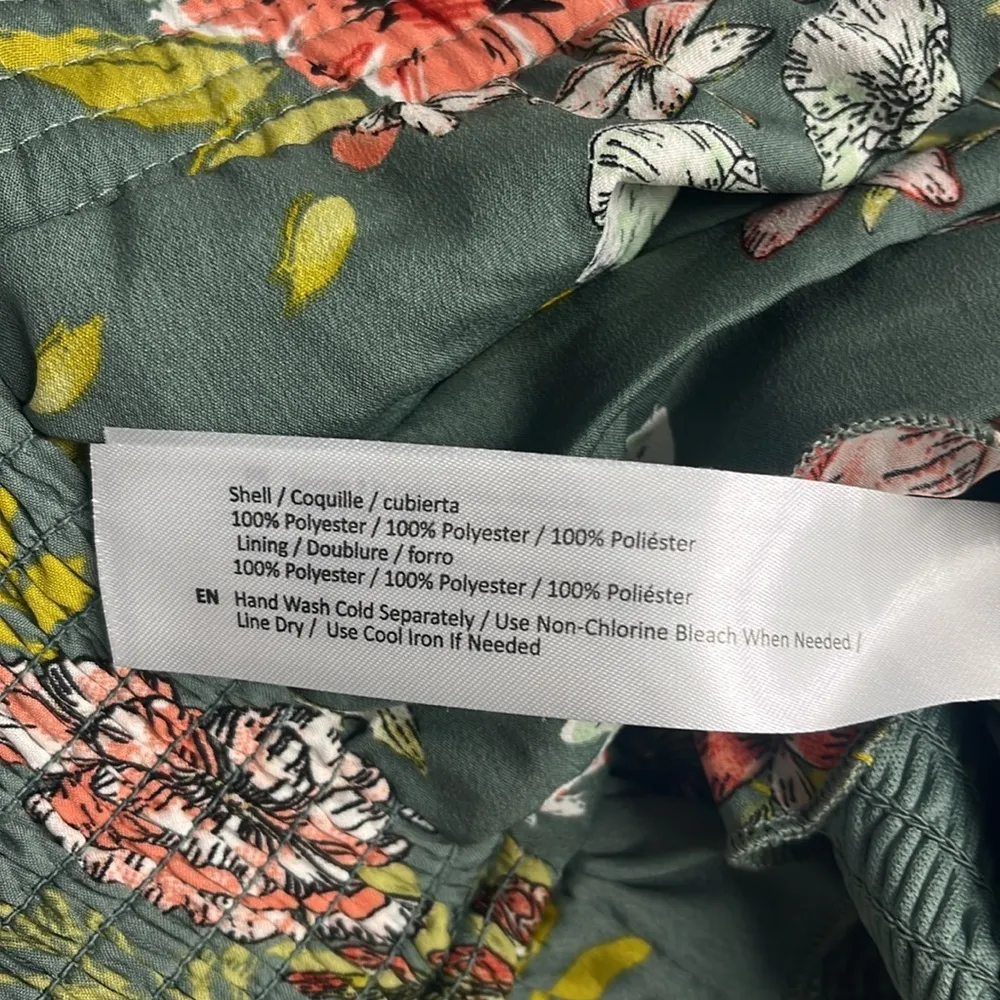 Shell / Coquille / cubierta
100% Polyester / 100% Polyester / 100% Poliéster
Lining / Doublure / forro
100% Polyester / 100% Polyester / 100% Poliéster
EN Hand Wash Cold Separately / Use Non-Chlorine Bleach When Needed /
Line Dry / Use Cool Iron If Needed